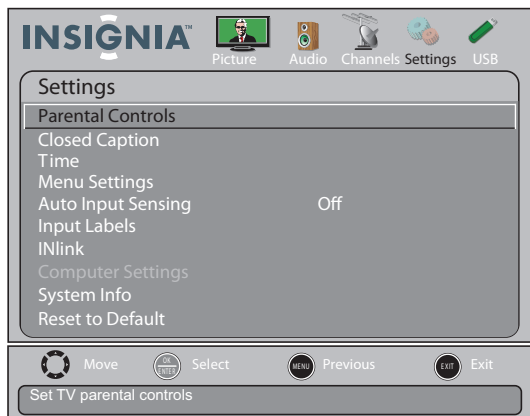 INSIGNIA™
Picture Audio Channels Settings USB
Settings
Parental Controls
Closed Caption
Time
Menu Settings
Auto Input Sensing Off
Input Labels
INlink
Computer Settings
System Info
Reset to Default
Move OK ENTER Select MENU Previous EXIT Exit
Set TV parental controls